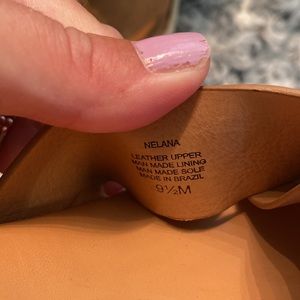 NELANA
LEATHER UPPER
MAN MADE LINING
MAN MADE SOLE
MADE IN BRAZIL
9½M